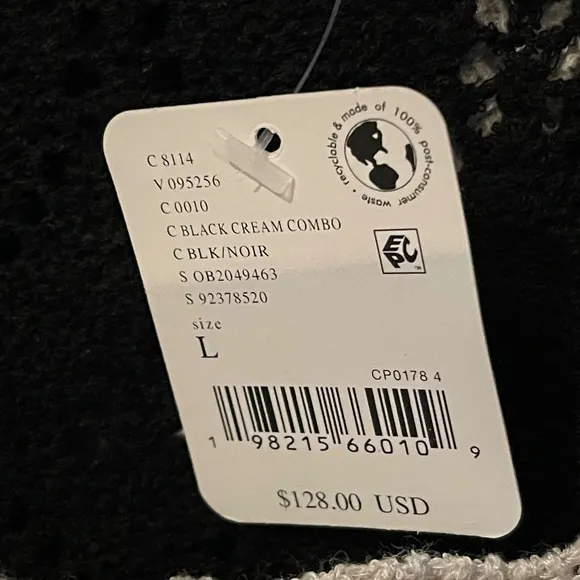 C 8114
V 095256
C 0010
C BLACK CREAM COMBO
C BLK/NOIR
S OB2049463
S 92378520
size
L
recyclable & made of 100% post-consumer waste •
EPC™
CP0178 4
1 98215 66010 9
$128.00 USD